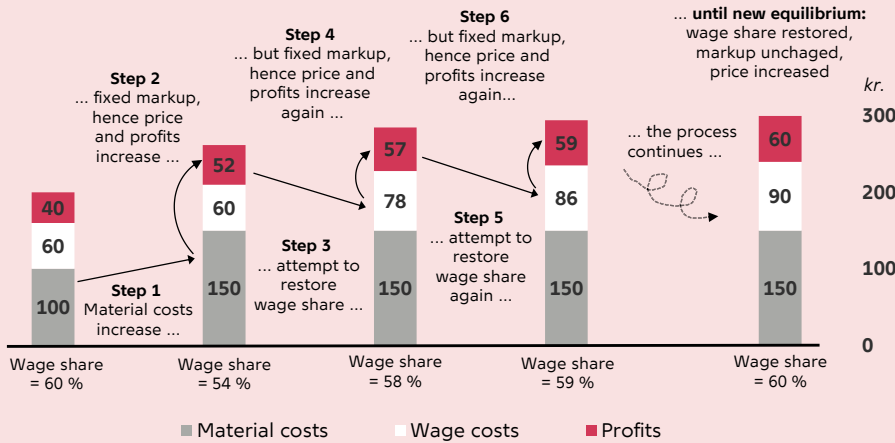 Step 6
... but fixed markup,
hence price and
profits increase
again...
... until new equilibrium:
wage share restored,
markup unchaged,
price increased
Step 4
... but fixed markup,
hence price and
profits increase
again ...
Step 2
... fixed markup,
hence price
and profits
increase ...
kr.
300
200
100
0
... the process
continues ...
40
60
100
52
60
150
57
78
150
59
86
150
60
90
150
Step 1
Material costs
increase ...
Step 3
... attempt to
restore
wage share ...
Step 5
... attempt to
restore
wage share
again ...
Wage share
= 60 %
Wage share
= 54 %
Wage share
= 58 %
Wage share
= 59 %
Wage share
= 60 %
Material costs
Wage costs
Profits